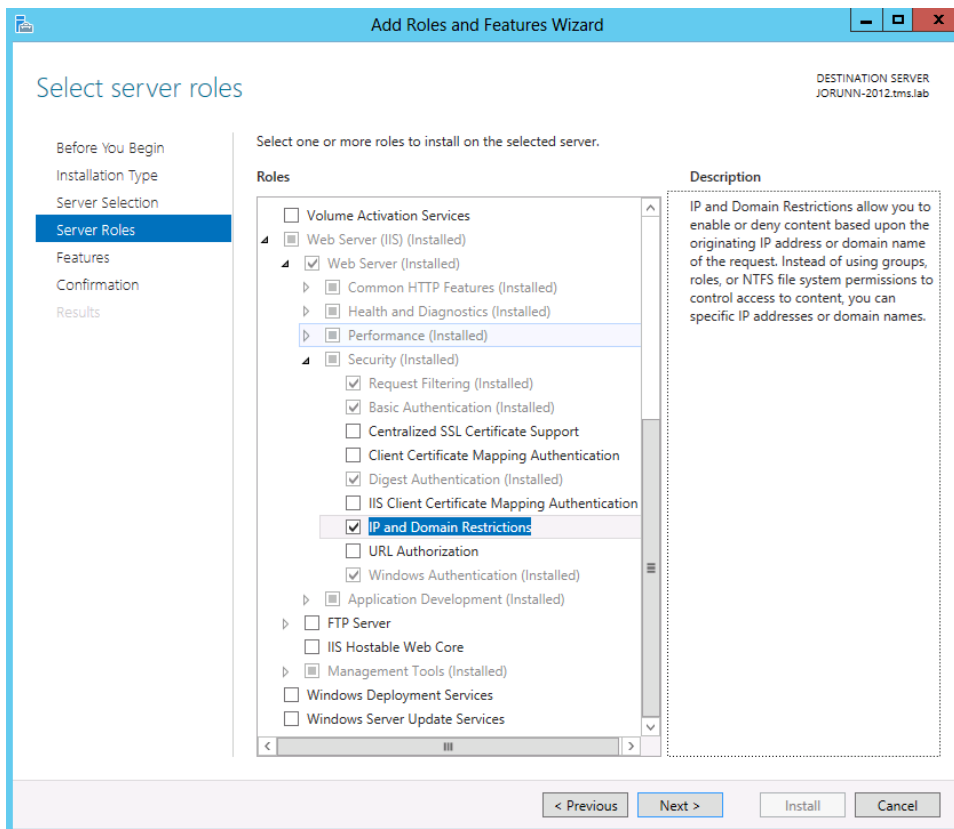 Add Roles and Features Wizard
Select server roles
DESTINATION SERVER
JORUNN-2012.tms.lab
Before You Begin
Installation Type
Server Selection
Server Roles
Features
Confirmation
Results
Select one or more roles to install on the selected server.
Roles
Volume Activation Services
Web Server (IIS) (Installed)
Web Server (Installed)
Common HTTP Features (Installed)
Health and Diagnostics (Installed)
Performance (Installed)
Security (Installed)
Request Filtering (Installed)
Basic Authentication (Installed)
Centralized SSL Certificate Support
Client Certificate Mapping Authentication
Digest Authentication (Installed)
IIS Client Certificate Mapping Authentication
IP and Domain Restrictions
URL Authorization
Windows Authentication (Installed)
Application Development (Installed)
FTP Server
IIS Hostable Web Core
Management Tools (Installed)
Windows Deployment Services
Windows Server Update Services
Description
IP and Domain Restrictions allow you to
enable or deny content based upon the
originating IP address or domain name
of the request. Instead of using groups,
roles, or NTFS file system permissions to
control access to content, you can
specific IP addresses or domain names.
< Previous
Next >
Install
Cancel